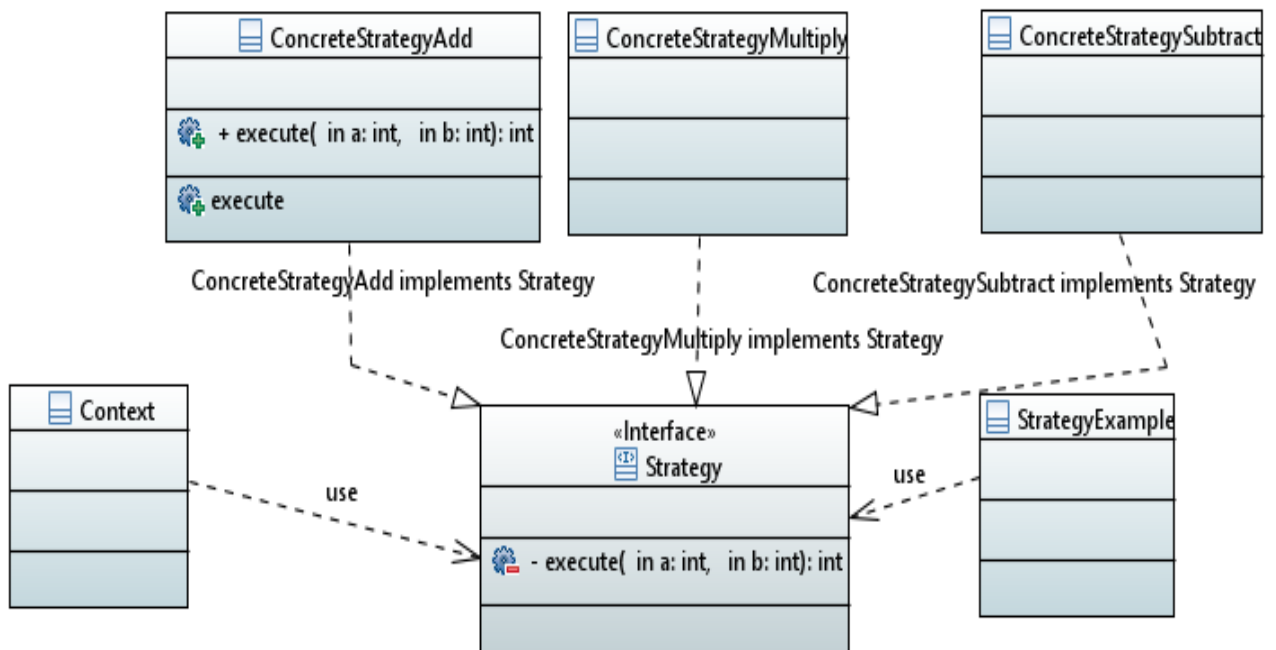 ConcreteStrategyAdd
+ execute( in a: int, in b: int): int
execute
ConcreteStrategyMultiply
ConcreteStrategySubtract
ConcreteStrategyAdd implements Strategy
ConcreteStrategySubtract implements Strategy
ConcreteStrategyMultiply implements Strategy
Context
use
«Interface»
Strategy
- execute( in a: int, in b: int): int
use
StrategyExample